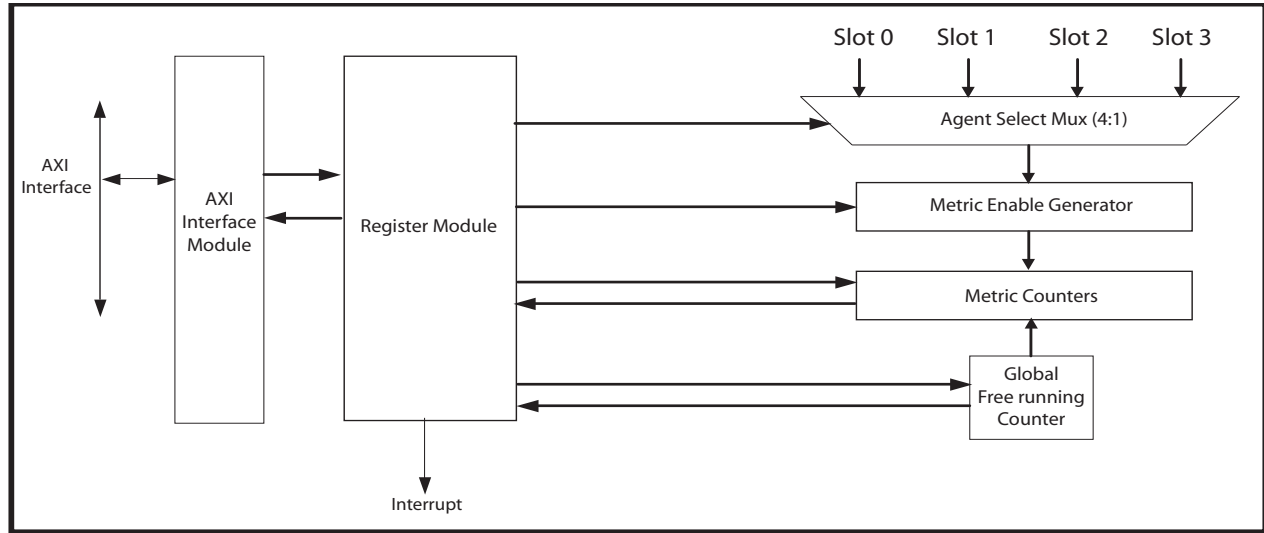 Slot 0
Slot 1
Slot 2
Slot 3
Agent Select Mux (4:1)
AXI
Interface
AXI
Interface
Module
Register Module
Metric Enable Generator
Metric Counters
Global
Free running
Counter
Interrupt